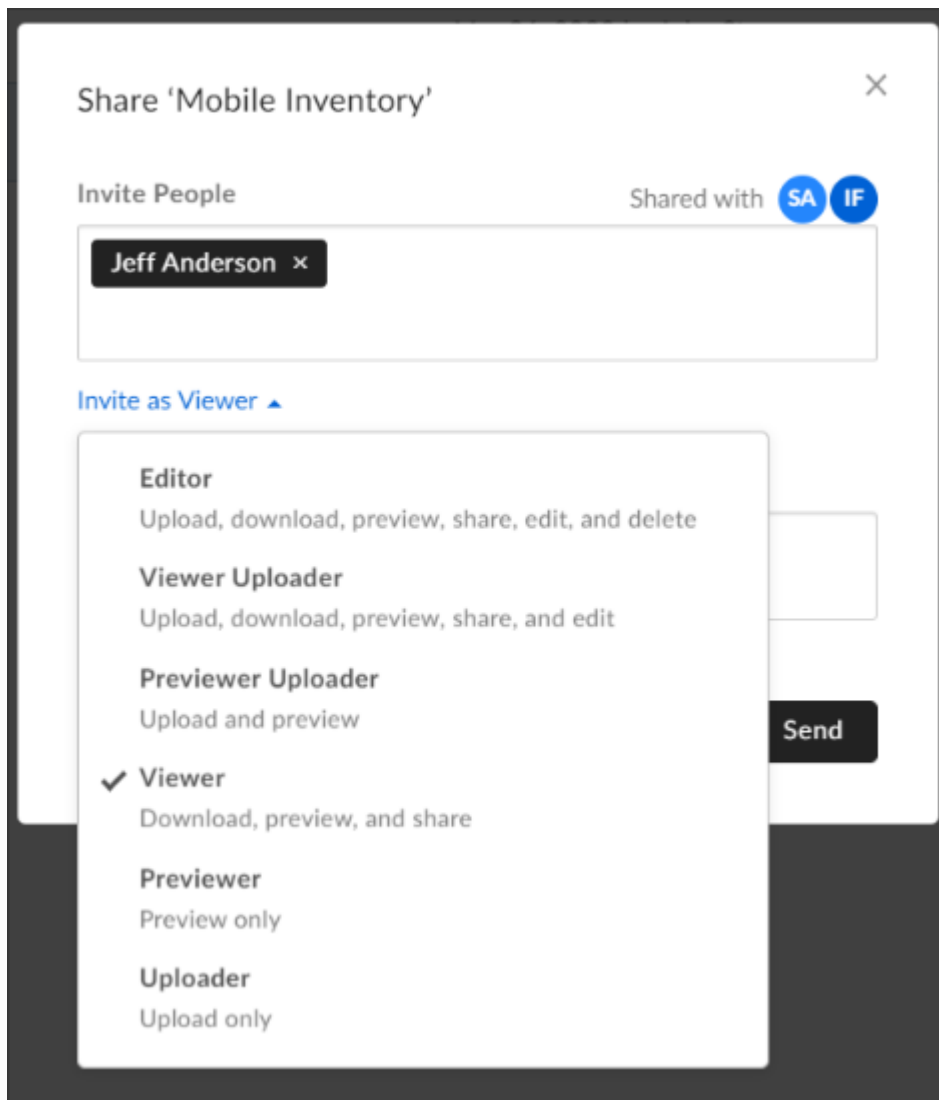 Share ‘Mobile Inventory’
Invite People
Shared with SA IF
Jeff Anderson ×
Invite as Viewer
Editor
Upload, download, preview, share, edit, and delete
Viewer Uploader
Upload, download, preview, share, and edit
Previewer Uploader
Upload and preview
Send
Viewer
Download, preview, and share
Previewer
Preview only
Uploader
Upload only